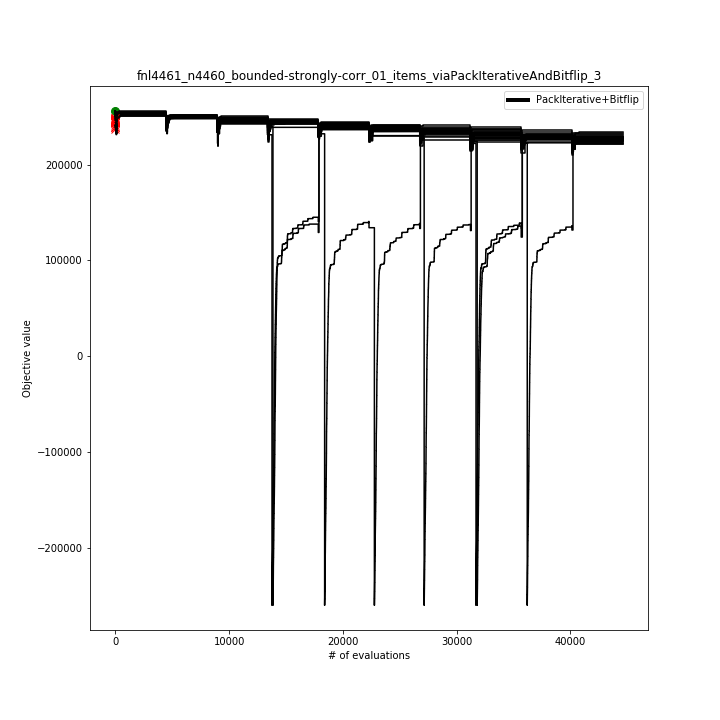 fnl4461_n4460_bounded-strongly-corr_01_items_viaPackIterativeAndBitflip_3
PackIterative+Bitflip
200000
100000
0
−100000
−200000
Objective value
0 10000 20000 30000 40000
# of evaluations